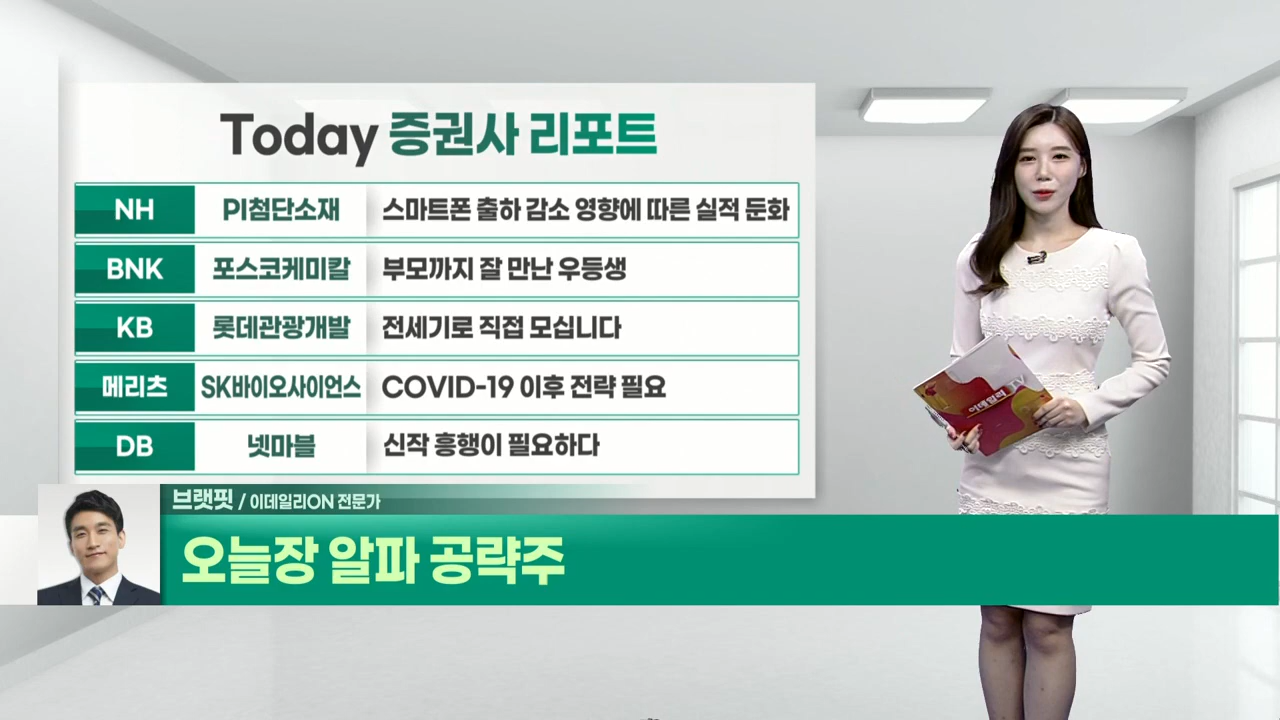 Today 증권사 리포트
NH PI첨단소재 스마트폰 출하 감소 영향에 따른 실적 둔화
BNK 포스코케미칼 부모까지 잘 만난 우등생
KB 롯데관광개발 전세기로 직접 모십니다
메리츠 SK바이오사이언스 COVID-19 이후 전략 필요
DB 넷마블 신작 흥행이 필요하다
이데일리 TV
브랫핏 / 이데일리ON 전문가
오늘장 알파 공략주